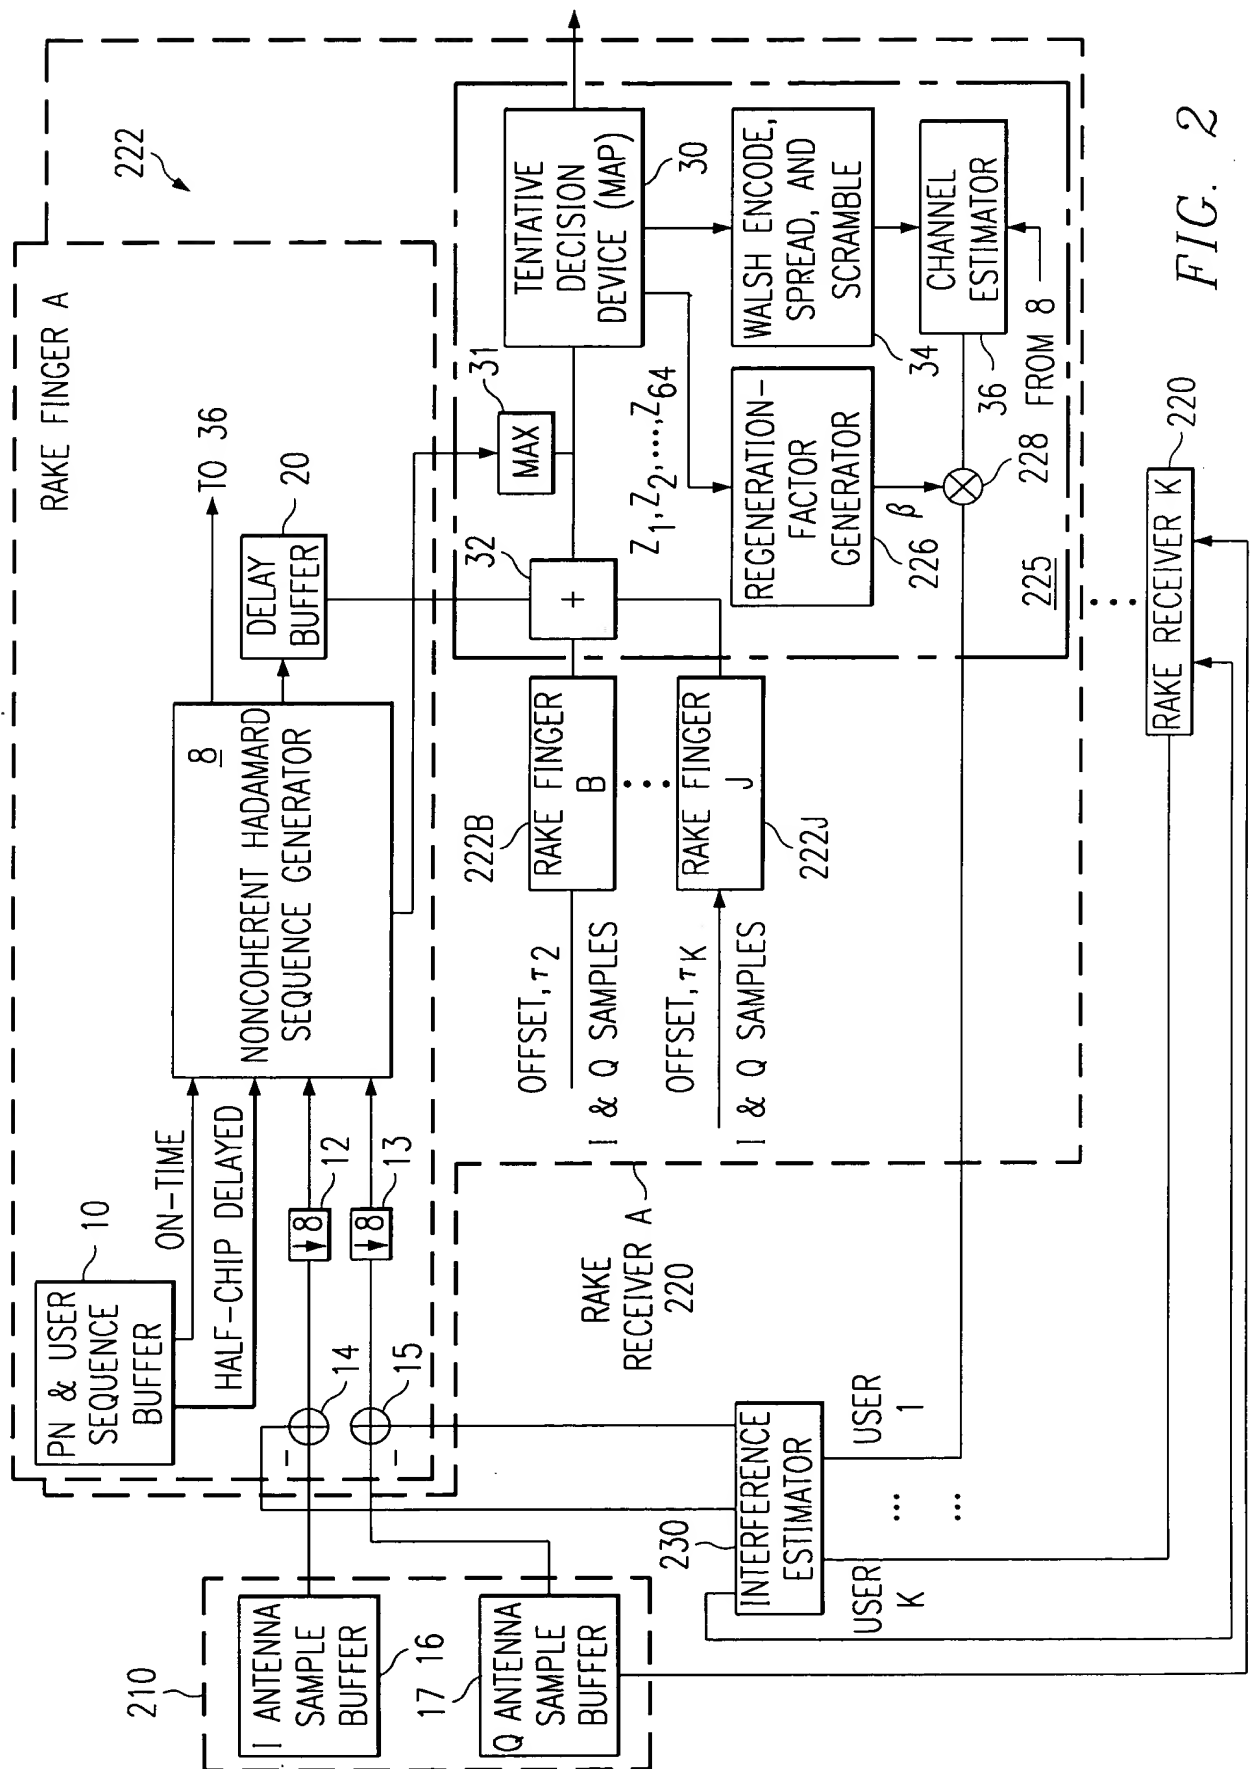 RAKE FINGER A
222
PN & USER
SEQUENCE
BUFFER
10
ON-TIME
HALF-CHIP DELAYED
8
NONCOHERENT HADAMARD
SEQUENCE GENERATOR
TO 36
DELAY
BUFFER
20
14
15
−
−
↓8
12
↓8
13
210
I ANTENNA
SAMPLE
BUFFER
16
17
Q ANTENNA
SAMPLE
BUFFER
OFFSET, τ2
I & Q SAMPLES
222B
RAKE FINGER
B
OFFSET, τK
I & Q SAMPLES
RAKE FINGER
J
222J
32
+
MAX
31
TENTATIVE
DECISION
DEVICE (MAP)
30
Z1, Z2,...,Z64
REGENERATION-
FACTOR
GENERATOR
226
β
WALSH ENCODE,
SPREAD, AND
SCRAMBLE
34
CHANNEL
ESTIMATOR
36
FROM 8
228
225
RAKE
RECEIVER A
220
230
INTERFERENCE
ESTIMATOR
USER
1
USER
K
RAKE RECEIVER K
220
FIG. 2